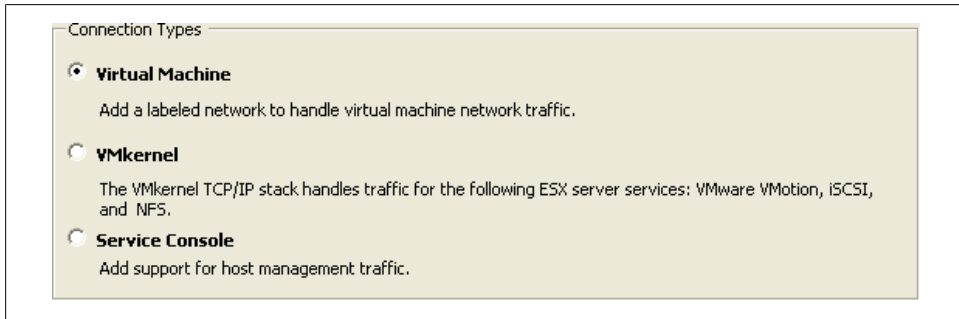 Connection Types
Virtual Machine
Add a labeled network to handle virtual machine network traffic.
VMkernel
The VMkernel TCP/IP stack handles traffic for the following ESX server services: VMware VMotion, iSCSI,
and NFS.
Service Console
Add support for host management traffic.